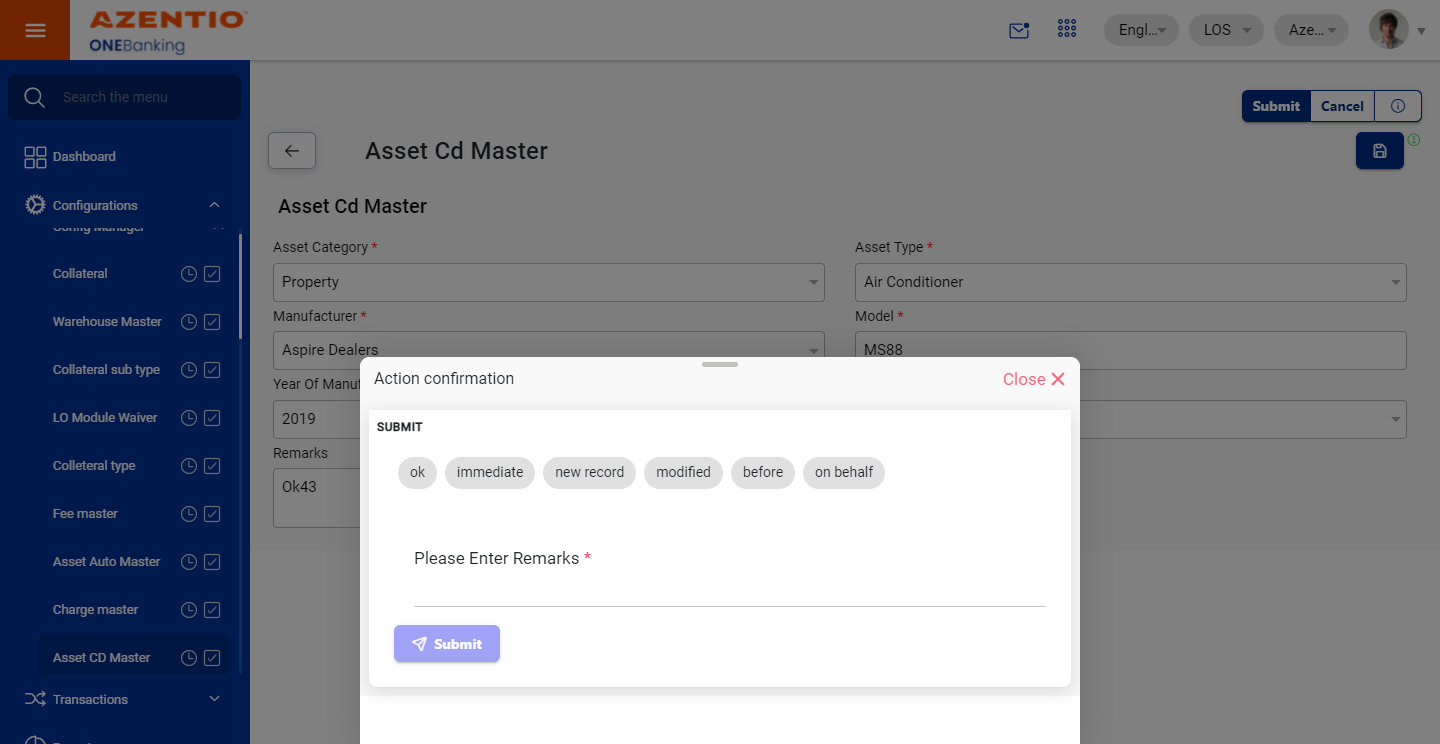 AZENTIO
ONEBanking
Engl...
LOS
Aze...
Search the menu
Dashboard
Configurations
Config Manager
Collateral
Warehouse Master
Collateral sub type
LO Module Waiver
Colleteral type
Fee master
Asset Auto Master
Charge master
Asset CD Master
Transactions
Submit
Cancel
Asset Cd Master
Asset Cd Master
Asset Category *
Asset Type *
Property
Air Conditioner
Manufacturer *
Model *
Aspire Dealers
MS88
Year Of Manuf
2019
Remarks
Ok43
Action confirmation
Close
SUBMIT
ok
immediate
new record
modified
before
on behalf
Please Enter Remarks *
Submit